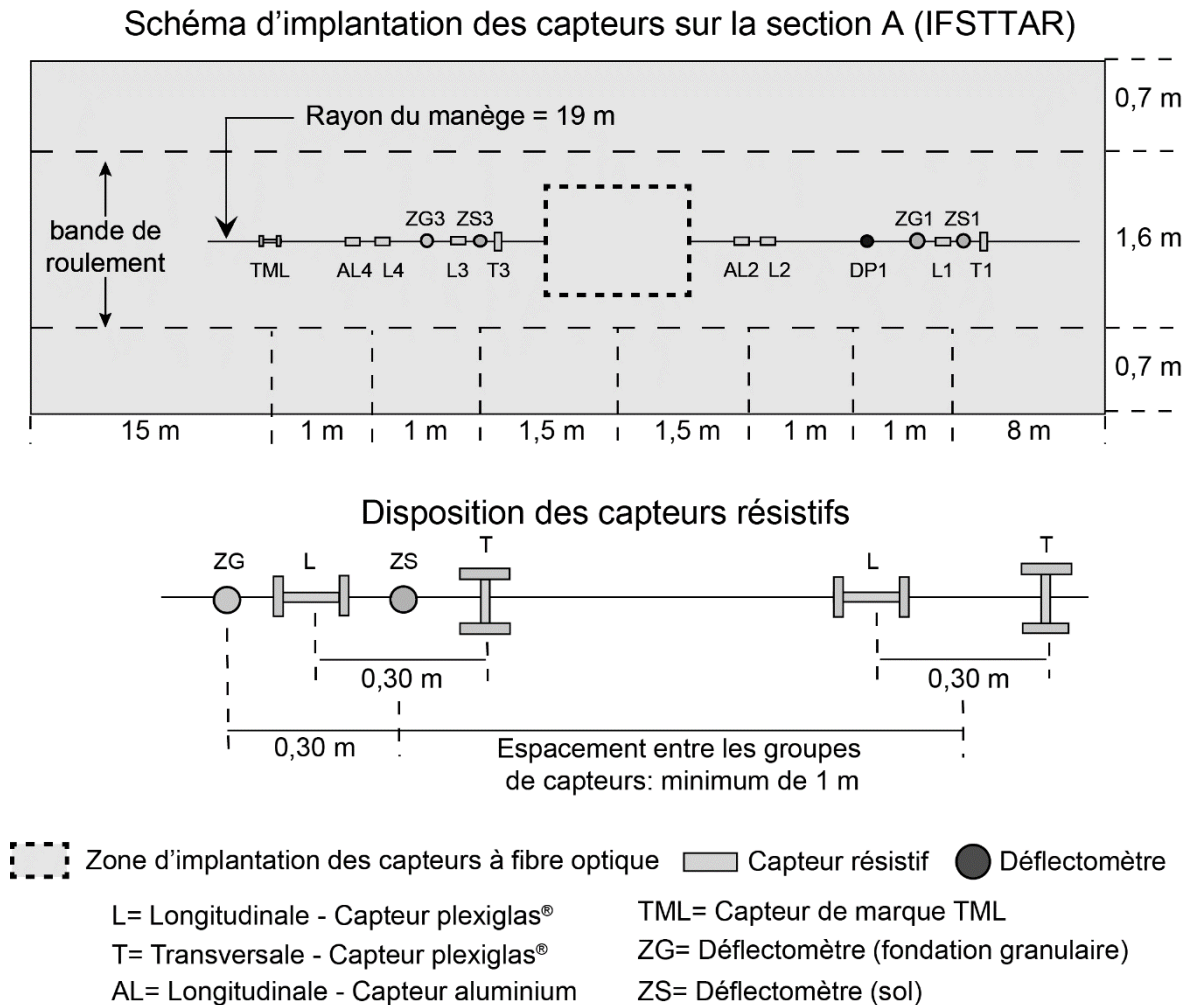 Schéma d’implantation des capteurs sur la section A (IFSTTAR)
0,7 m
Rayon du manège = 19 m
bande de
roulement
ZG3 ZS3 ZG1 ZS1
1,6 m
TML AL4 L4 L3 T3 AL2 L2 DP1 L1 T1
0,7 m
15 m 1 m 1 m 1,5 m 1,5 m 1 m 1 m 8 m
Disposition des capteurs résistifs
ZG L ZS T L T
0,30 m 0,30 m
0,30 m Espacement entre les groupes
de capteurs: minimum de 1 m
Zone d’implantation des capteurs à fibre optique Capteur résistif Déflectomètre
L= Longitudinale - Capteur plexiglas® TML= Capteur de marque TML
T= Transversale - Capteur plexiglas® ZG= Déflectomètre (fondation granulaire)
AL= Longitudinale - Capteur aluminium ZS= Déflectomètre (sol)